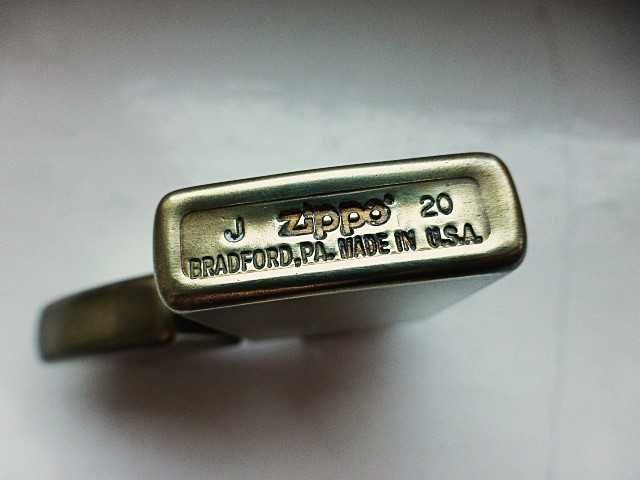 J zippo® 20
BRADFORD, PA. MADE IN U.S.A.